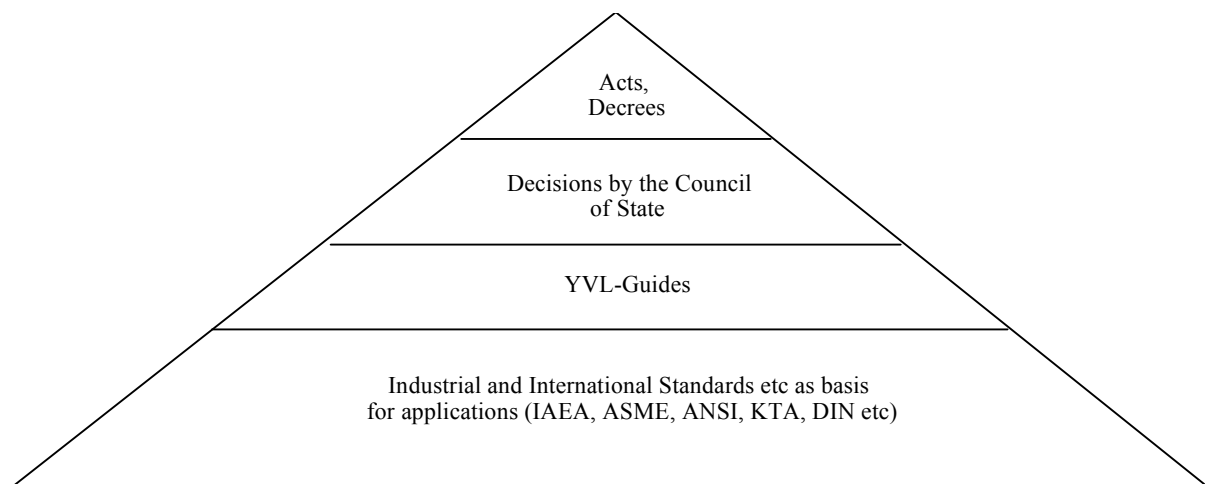 Acts,
Decrees
Decisions by the Council
of State
YVL-Guides
Industrial and International Standards etc as basis
for applications (IAEA, ASME, ANSI, KTA, DIN etc)